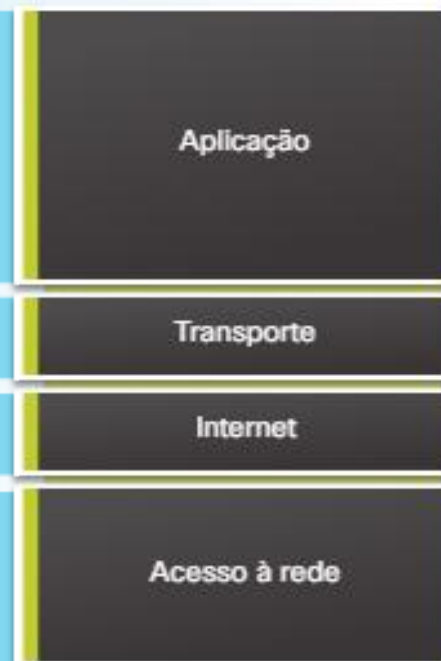 Aplicação
Transporte
Internet
Acesso à rede